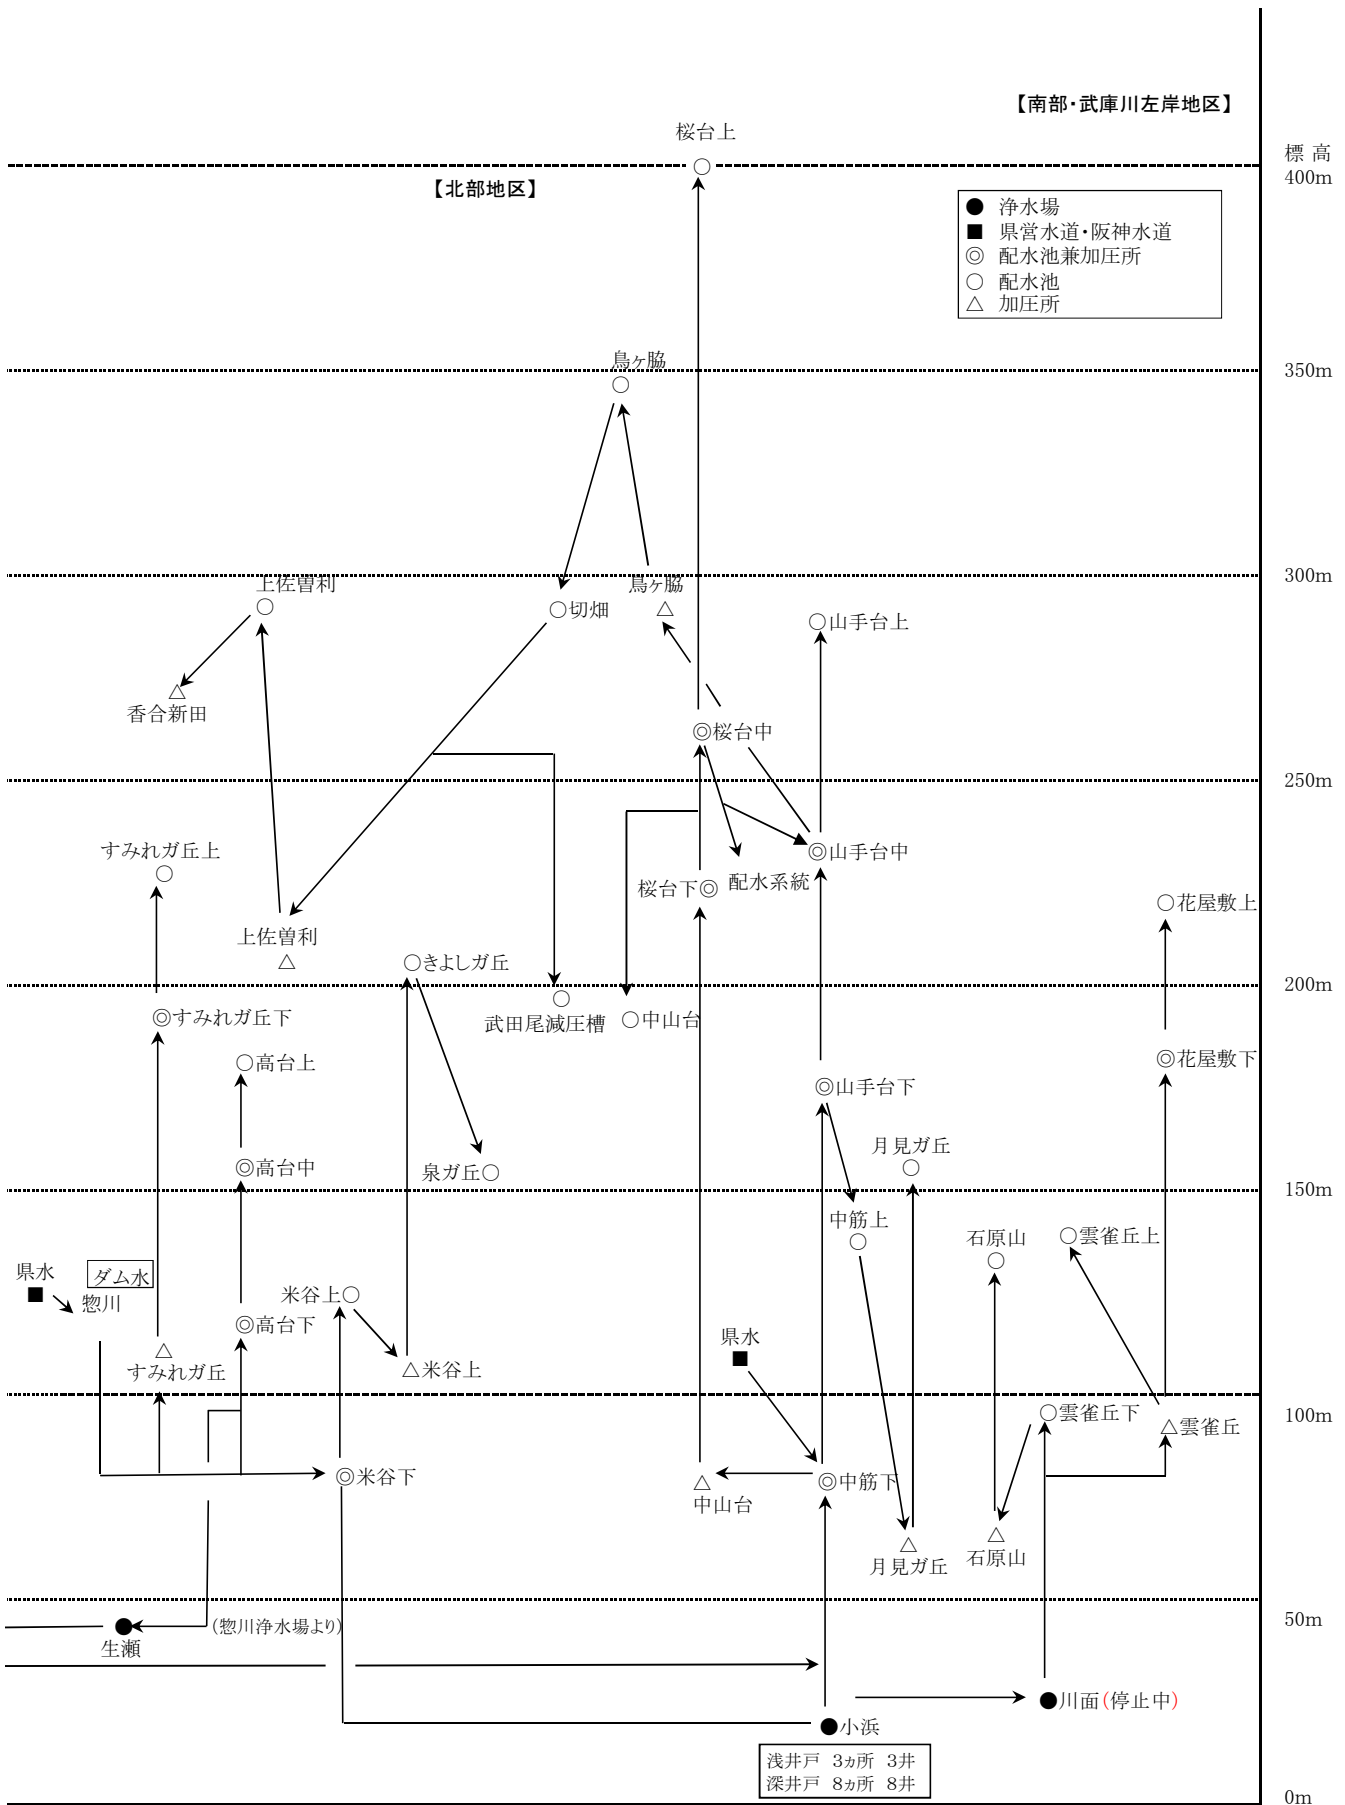 【南部・武庫川左岸地区】
桜台上
標 高
400m
【北部地区】
● 浄水場
■ 県営水道・阪神水道
◎ 配水池兼加圧所
○ 配水池
△ 加圧所
鳥ヶ脇
350m
300m
上佐曽利
鳥ヶ脇
切畑
山手台上
香合新田
桜台中
250m
すみれガ丘上
山手台中
桜台下
配水系統
花屋敷上
上佐曽利
きよしガ丘
200m
武田尾減圧槽
中山台
すみれガ丘下
高台上
花屋敷下
山手台下
月見ガ丘
高台中
泉ガ丘
150m
中筋上
石原山
雲雀丘上
県水
ダム水
惣川
米谷上
高台下
県水
すみれガ丘
米谷上
100m
雲雀丘下
雲雀丘
米谷下
中筋下
中山台
石原山
月見ガ丘
50m
(惣川浄水場より)
生瀬
川面(停止中)
小浜
浅井戸 3ヵ所 3井
深井戸 8ヵ所 8井
0m